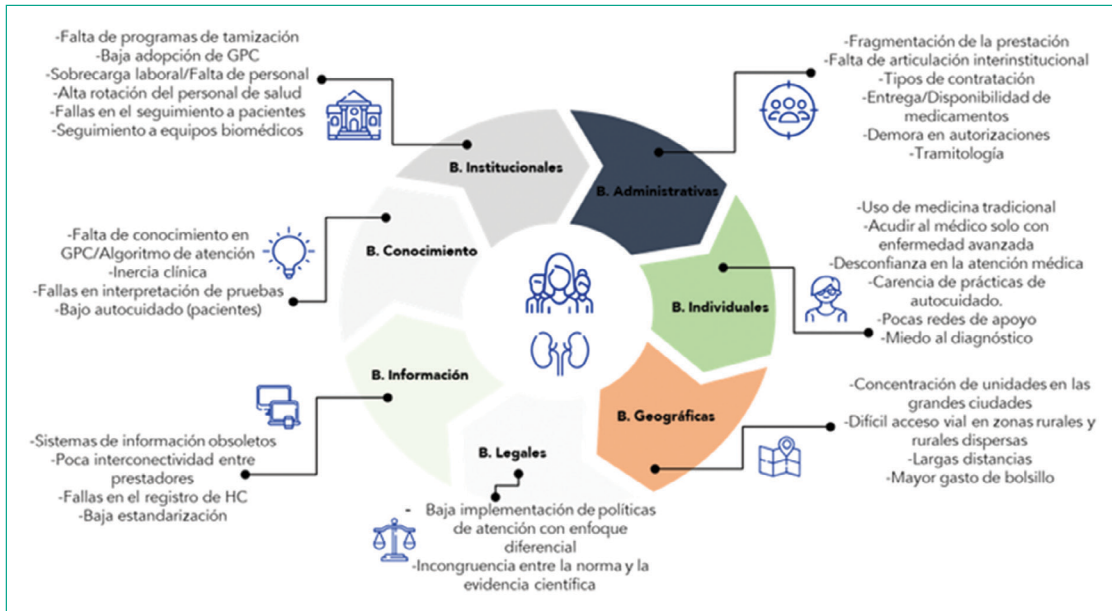 -Falta de programas de tamización
-Baja adopción de GPC
-Sobrecarga laboral/Falta de personal
-Alta rotación del personal de salud
-Fallas en el seguimiento a pacientes
-Seguimiento a equipos biomédicos
-Fragmentación de la prestación
-Falta de articulación interinstitucional
-Tipos de contratación
-Entrega/Disponibilidad de
medicamentos
-Demora en autorizaciones
-Tramitología
B. Institucionales
B. Administrativas
-Falta de conocimiento en
GPC/Algoritmo de atención
-Inercia clínica
-Fallas en interpretación de pruebas
-Bajo autocuidado (pacientes)
B. Conocimiento
B. Individuales
-Uso de medicina tradicional
-Acudir al médico solo con
enfermedad avanzada
-Desconfianza en la atención médica
-Carencia de prácticas de
autocuidado.
-Pocas redes de apoyo
-Miedo al diagnóstico
B. Información
B. Geográficas
-Concentración de unidades en las
grandes ciudades
-Difícil acceso vial en zonas rurales y
rurales dispersas
-Largas distancias
-Mayor gasto de bolsillo
-Sistemas de información obsoletos
-Poca interconectividad entre
prestadores
-Fallas en el registro de HC
-Baja estandarización
B. Legales
- Baja implementación de políticas
de atención con enfoque
diferencial
-Incongruencia entre la norma y la
evidencia científica